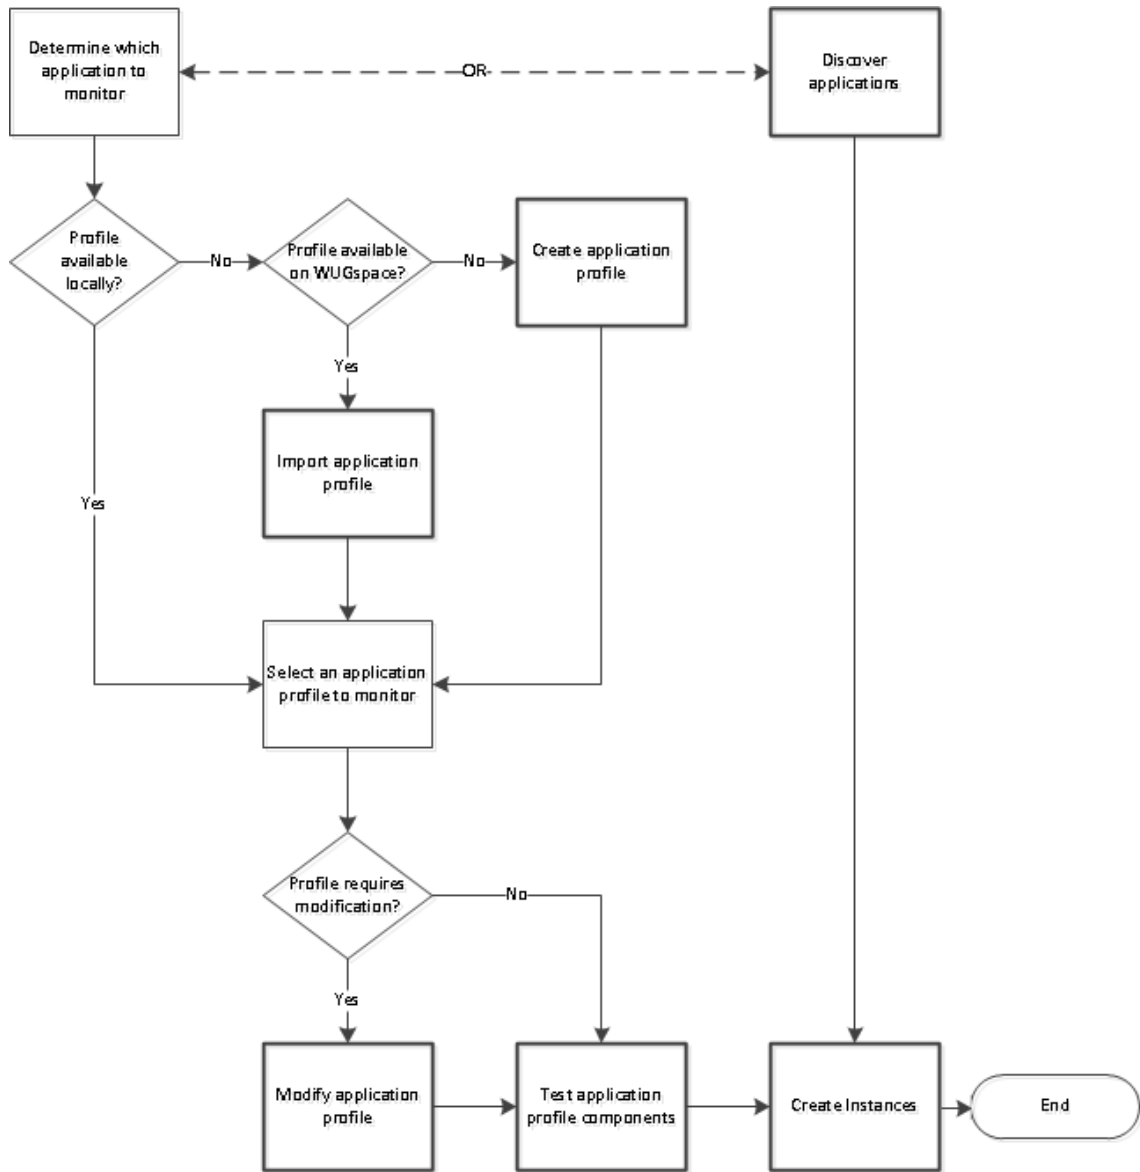 Determine which
application to
monitor
OR
Discover
applications
Profile
available
locally?
No
Profile available
on WUGspace?
No
Create application
profile
Yes
Import application
profile
Yes
Select an application
profile to monitor
Profile requires
modification?
No
Yes
Modify application
profile
Test application
profile components
Create Instances
End